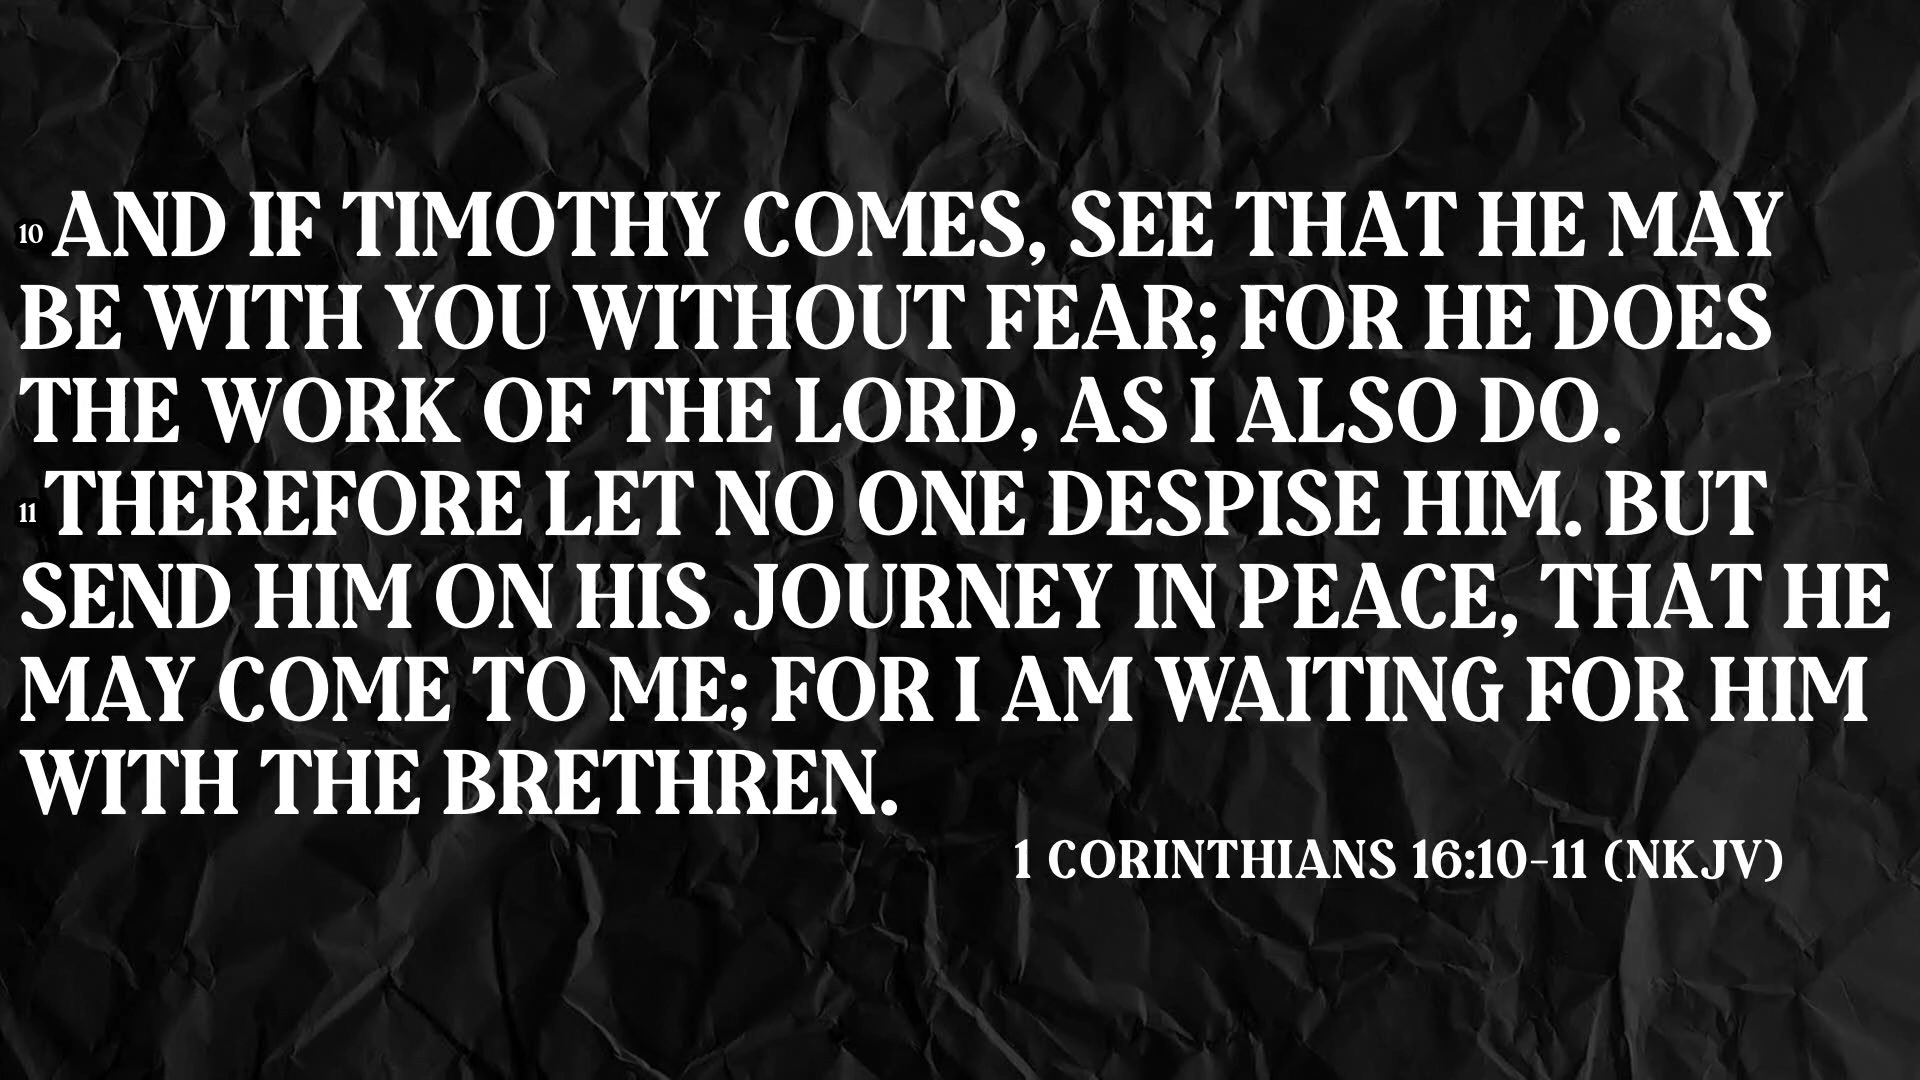 10 AND IF TIMOTHY COMES, SEE THAT HE MAY
BE WITH YOU WITHOUT FEAR; FOR HE DOES
THE WORK OF THE LORD, AS I ALSO DO.
11 THEREFORE LET NO ONE DESPISE HIM. BUT
SEND HIM ON HIS JOURNEY IN PEACE, THAT HE
MAY COME TO ME; FOR I AM WAITING FOR HIM
WITH THE BRETHREN.
1 CORINTHIANS 16:10-11 (NKJV)